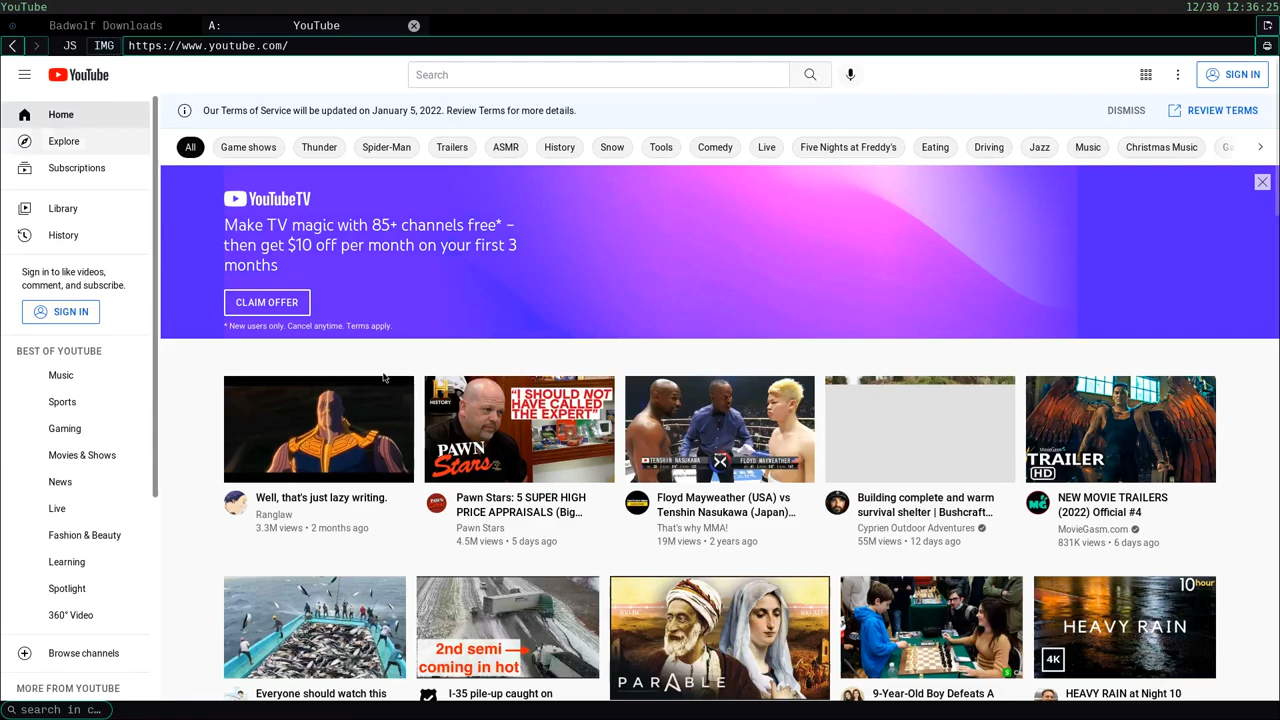 YouTube
12/30 12:36:25
Badwolf Downloads
A: YouTube
JS IMG https://www.youtube.com/
YouTube
Search
SIGN IN
Our Terms of Service will be updated on January 5, 2022. Review Terms for more details.
DISMISS
REVIEW TERMS
Home
Explore
Subscriptions
Library
History
Sign in to like videos,
comment, and subscribe.
SIGN IN
BEST OF YOUTUBE
Music
Sports
Gaming
Movies & Shows
News
Live
Fashion & Beauty
Learning
Spotlight
360° Video
Browse channels
MORE FROM YOUTUBE
All Game shows Thunder Spider-Man Trailers ASMR History Snow Tools Comedy Live Five Nights at Freddy's Eating Driving Jazz Music Christmas Music
YouTubeTV
Make TV magic with 85+ channels free* –
then get $10 off per month on your first 3
months
CLAIM OFFER
* New users only. Cancel anytime. Terms apply.
Well, that's just lazy writing.
Ranglaw
3.3M views • 2 months ago
HISTORY
"I SHOULD NOT
HAVE CALLED
THE EXPERT"
PAWN
Stars
Pawn Stars: 5 SUPER HIGH
PRICE APPRAISALS (Big...
Pawn Stars
4.5M views • 5 days ago
TENSHIN NASUKAWA
FLOYD MAYWEATHER
Floyd Mayweather (USA) vs
Tenshin Nasukawa (Japan)...
That's why MMA!
19M views • 2 years ago
Building complete and warm
survival shelter | Bushcraft...
Cyprien Outdoor Adventures
55M views • 12 days ago
MovieGasm.com
TRAILER
HD
NEW MOVIE TRAILERS
(2022) Official #4
MovieGasm.com
831K views • 6 days ago
Everyone should watch this
2nd semi
coming in hot
I-35 pile-up caught on
PARABLE
9-Year-Old Boy Defeats A
10hour
HEAVY RAIN
4K
HEAVY RAIN at Night 10
search in c…